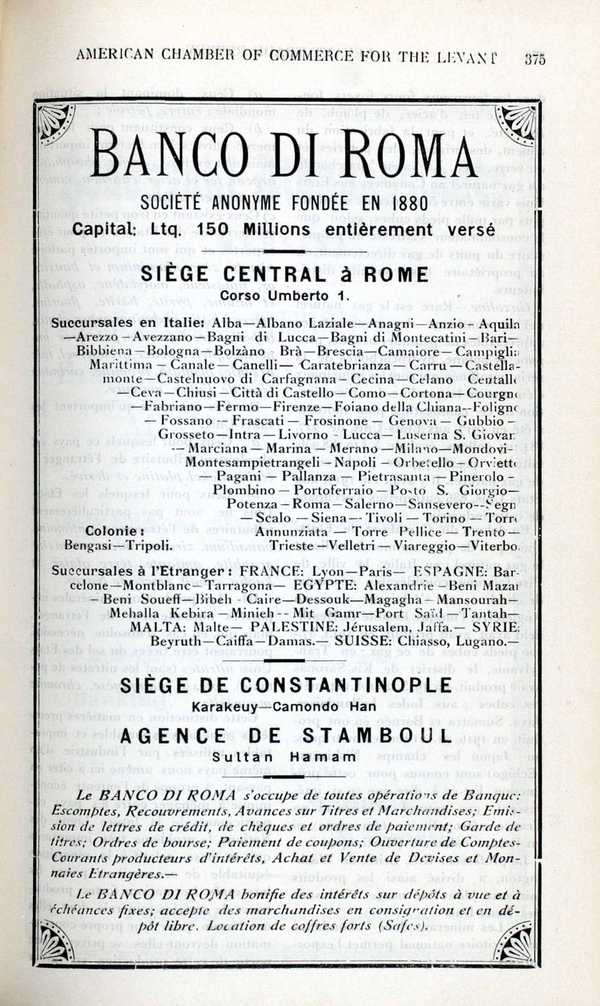 AMERICAN CHAMBER OF COMMERCE FOR THE LEVANT 375
BANCO DI ROMA
SOCIÉTÉ ANONYME FONDÉE EN 1880
Capital: Ltq. 150 Millions entièrement versé
SIÈGE CENTRAL à ROME
Corso Umberto 1.
Succursales en Italie: Alba—Albano Laziale—Anagni—Anzio-Aquila
—Arezzo-Avezzano—Bagni di Lucca—Bagni di Montecatini-Bari—
Bibbiena—Bologna—Bolzàno - Brà—Brescia—Camaiore—Campiglia
Marittima - Canale—Canelli— Caratebrianza—Carru—Castella-
monte—Castelnuovo di Carfagnana-Cecina—Celano Centallo
—Ceva—Chiusi—Città di Castello—Como—Cortona—Courgne
—Fabriano—Fermo—Firenze—Foiano della Chiana--Foligno
- Fossano -- Frascati - Frosinone - Genova—Gubbio-
Grosseto—Intra—Livorno-Lucca—Luserna S. Giovan
--Marciana—Marina—Merano—Milano—Mondovi-
Montesampietrangeli-Napoli-Orbetello-Orviette
— Pagani — Pallanza — Pietrasanta —Pinerolo-
Plombino - Portoferraio—Po-to S. Giorgio—
Potenza-Roma-Salerno—Sansevero--Segn
—Scalo—Siena--Tivoli—Torino—Torre
Colonie: Annunziata — Torre Pellice — Trento—
Bengasi—Tripoli. Trieste—Velletri—Viareggio—Viterbo.
Succursales à l'Etranger: FRANCE: Lyon—Paris— ESPAGNE: Bar-
celone—Montblanc-Tarragona— EGYPTE: Alexandrie-Beni Mazar
- Beni Soueff—Bibeh-Caire—Dessouk—Magagha-Mansourah—
Mehalla Kebira-Minieh--Mit Gamr—Port Saïd—Tantah—
MALTA: Malte— PALESTINE: Jérusalem, Jaffa.— SYRIE:
Beyruth—Caiffa—Damas.— SUISSE: Chiasso, Lugano.—
SIÈGE DE CONSTANTINOPLE
Karakeuy—Camondo Han
AGENCE DE STAMBOUL
Sultan Hamam
Le BANCO DI ROMA s'occupe de toutes opérations de Banque:
Escomptes, Recouvrements, Avances sur Titres et Marchandises; Emis-
sion de lettres de crédit, de chèques et ordres de paiement; Garde de
titres; Ordres de bourse; Paiement de coupons; Ouverture de Comptes-
Courants producteurs d'intérêts, Achat et Vente de Devises et Mon-
naies Etrangères.—
Le BANCO DI ROMA bonifie des intérêts sur dépôts à vue et à
échéances fixes; accepte des marchandises en consignation et en dé-
pôt libre. Location de coffres forts (Safes).